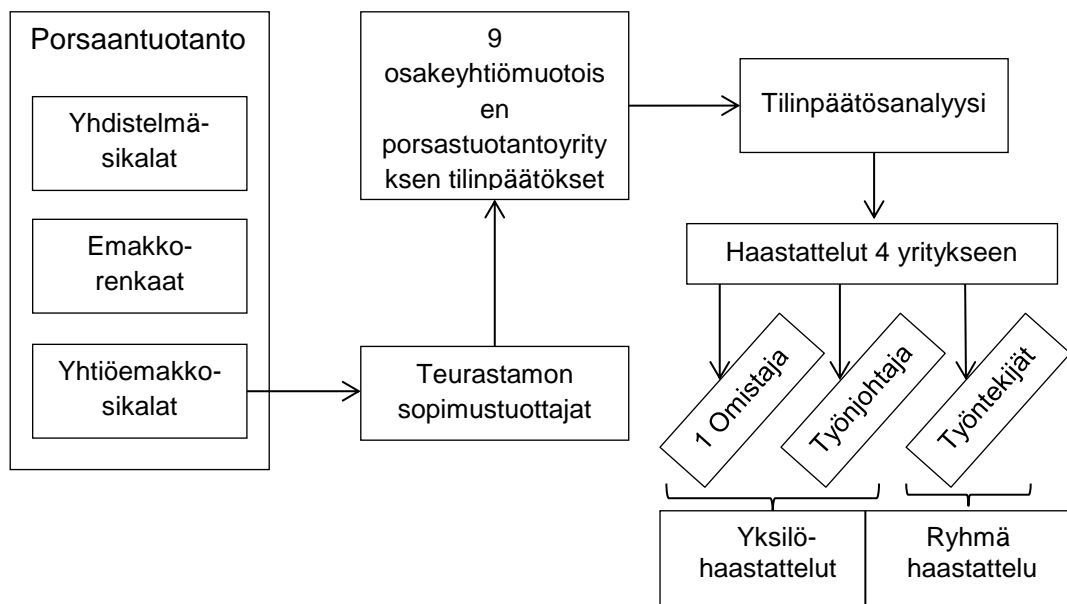 Porsaantuotanto
Yhdistelmä-
sikalat
Emakko-
renkaat
Yhtiöemakko-
sikalat
Teurastamon
sopimustuottajat
9
osakeyhtiömuotois
en
porsastuotantoyrity
ksen tilinpäätökset
Tilinpäätösanalyysi
Haastattelut 4 yritykseen
1 Omistaja
Työnjohtaja
Työntekijät
Yksilö-
haastattelut
Ryhmä
haastattelu